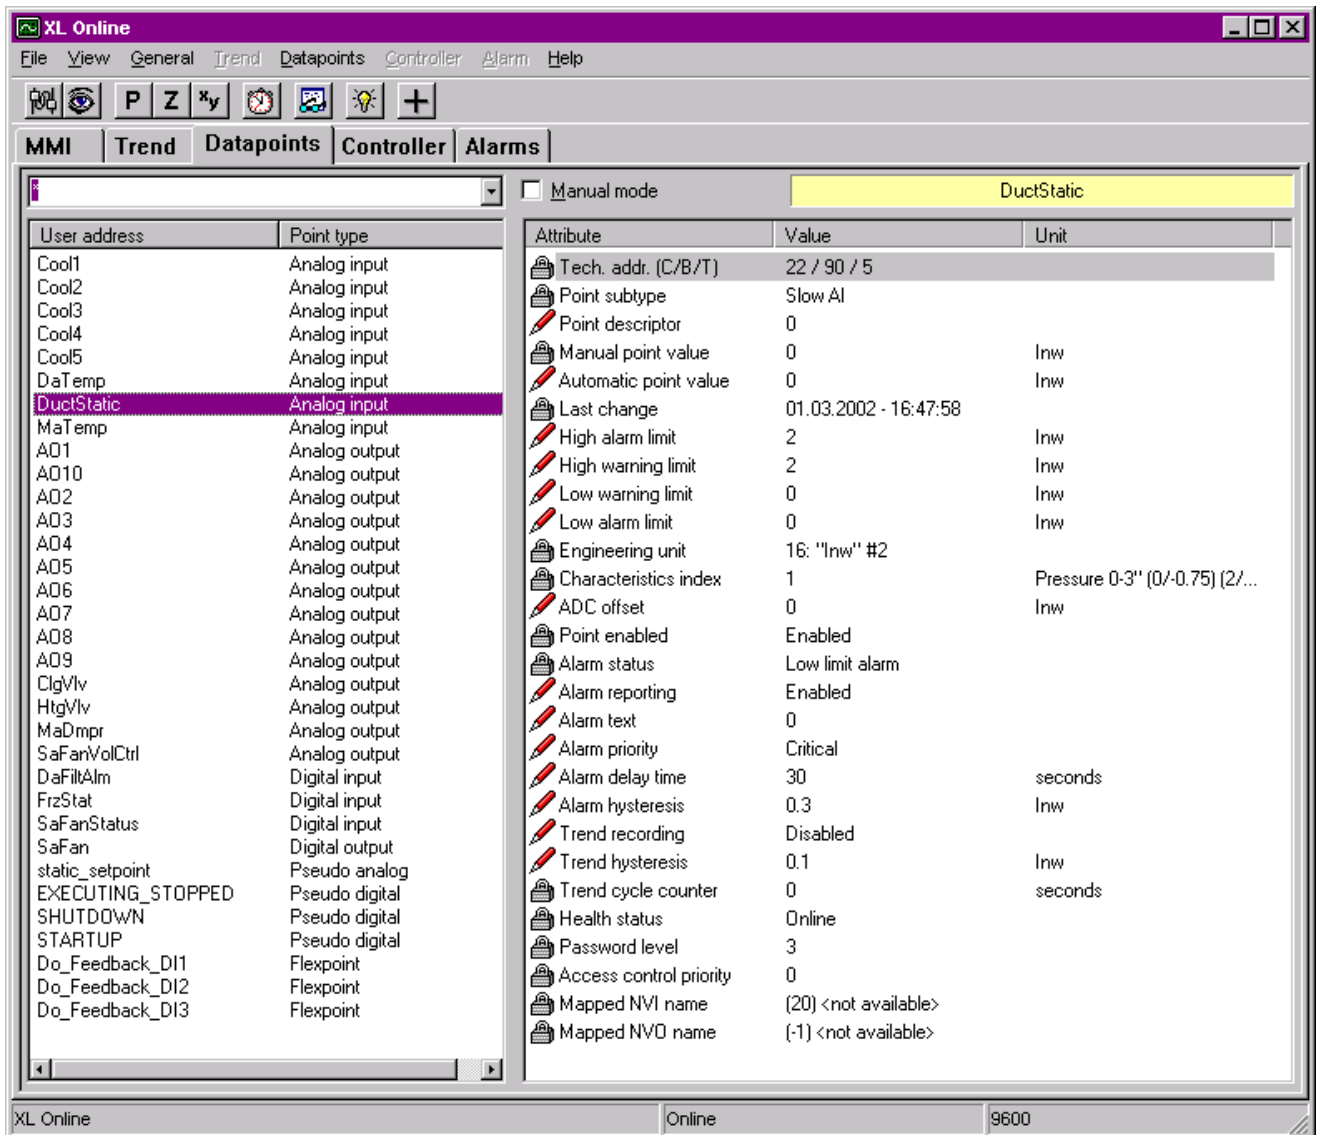 XL Online
File View General Trend Datapoints Controller Alarm Help
P Z xy
MMI Trend Datapoints Controller Alarms
* Manual mode DuctStatic
User address Point type
Cool1 Analog input
Cool2 Analog input
Cool3 Analog input
Cool4 Analog input
Cool5 Analog input
DaTemp Analog input
DuctStatic Analog input
MaTemp Analog input
AO1 Analog output
AO10 Analog output
AO2 Analog output
AO3 Analog output
AO4 Analog output
AO5 Analog output
AO6 Analog output
AO7 Analog output
AO8 Analog output
AO9 Analog output
ClgVlv Analog output
HtgVlv Analog output
MaDmpr Analog output
SaFanVolCtrl Analog output
DaFiltAlm Digital input
FrzStat Digital input
SaFanStatus Digital input
SaFan Digital output
static_setpoint Pseudo analog
EXECUTING_STOPPED Pseudo digital
SHUTDOWN Pseudo digital
STARTUP Pseudo digital
Do_Feedback_DI1 Flexpoint
Do_Feedback_DI2 Flexpoint
Do_Feedback_DI3 Flexpoint
Attribute Value Unit
Tech. addr. (C/B/T) 22 / 90 / 5
Point subtype Slow AI
Point descriptor 0
Manual point value 0 Inw
Automatic point value 0 Inw
Last change 01.03.2002 - 16:47:58
High alarm limit 2 Inw
High warning limit 2 Inw
Low warning limit 0 Inw
Low alarm limit 0 Inw
Engineering unit 16: "Inw" #2
Characteristics index 1 Pressure 0-3" (0/-0.75) (2/...
ADC offset 0 Inw
Point enabled Enabled
Alarm status Low limit alarm
Alarm reporting Enabled
Alarm text 0
Alarm priority Critical
Alarm delay time 30 seconds
Alarm hysteresis 0.3 Inw
Trend recording Disabled
Trend hysteresis 0.1 Inw
Trend cycle counter 0 seconds
Health status Online
Password level 3
Access control priority 0
Mapped NVI name (20) <not available>
Mapped NVO name (-1) <not available>
XL Online Online 9600